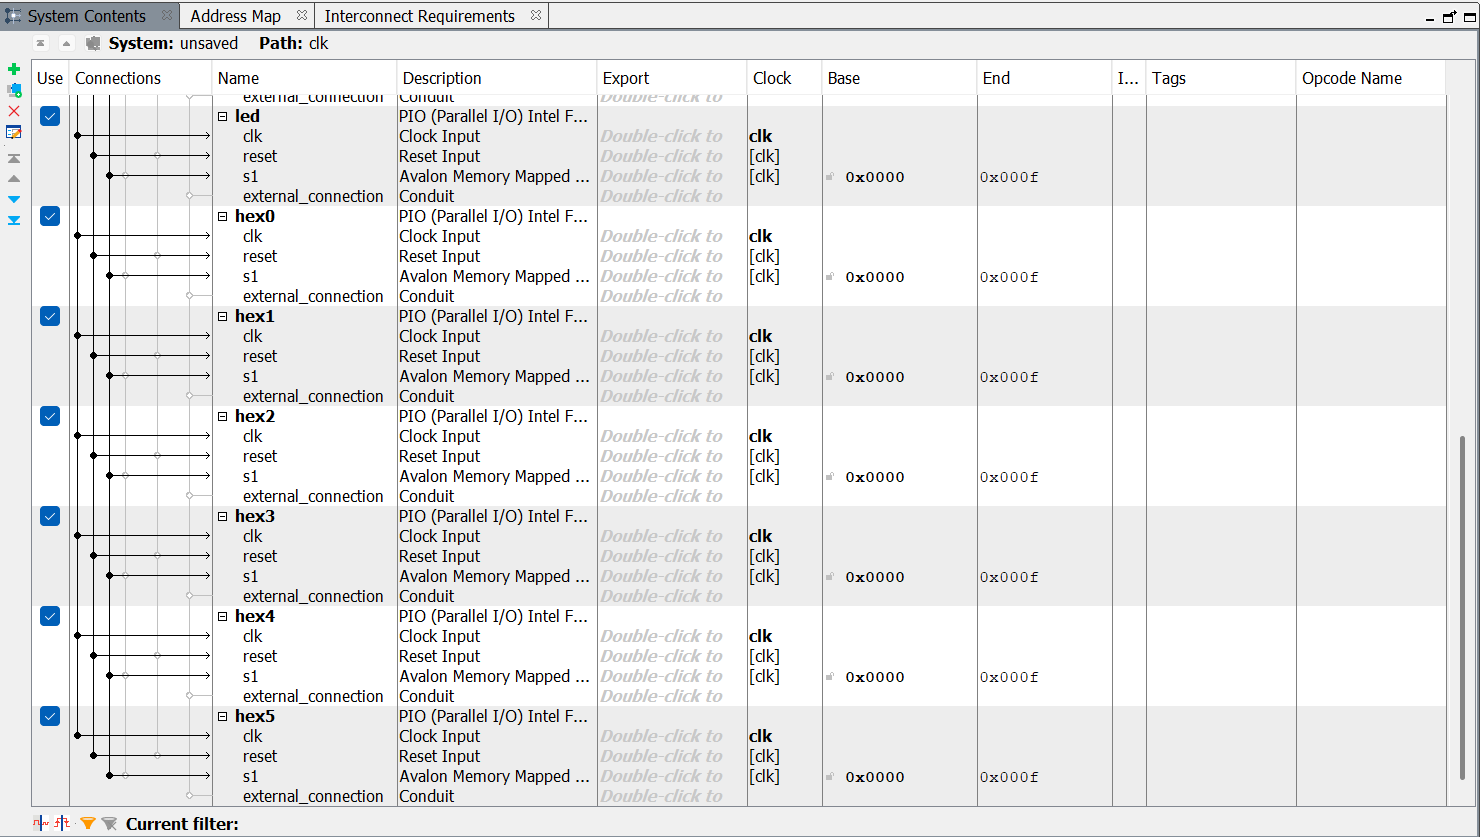 System Contents Address Map Interconnect Requirements
System: unsaved Path: clk
Use Connections Name Description Export Clock Base End I... Tags Opcode Name
external_connection Conduit Double-click to
led PIO (Parallel I/O) Intel F...
clk Clock Input Double-click to clk
reset Reset Input Double-click to [clk]
s1 Avalon Memory Mapped ... Double-click to [clk] 0x0000 0x000f
external_connection Conduit Double-click to
hex0 PIO (Parallel I/O) Intel F...
clk Clock Input Double-click to clk
reset Reset Input Double-click to [clk]
s1 Avalon Memory Mapped ... Double-click to [clk] 0x0000 0x000f
external_connection Conduit Double-click to
hex1 PIO (Parallel I/O) Intel F...
clk Clock Input Double-click to clk
reset Reset Input Double-click to [clk]
s1 Avalon Memory Mapped ... Double-click to [clk] 0x0000 0x000f
external_connection Conduit Double-click to
hex2 PIO (Parallel I/O) Intel F...
clk Clock Input Double-click to clk
reset Reset Input Double-click to [clk]
s1 Avalon Memory Mapped ... Double-click to [clk] 0x0000 0x000f
external_connection Conduit Double-click to
hex3 PIO (Parallel I/O) Intel F...
clk Clock Input Double-click to clk
reset Reset Input Double-click to [clk]
s1 Avalon Memory Mapped ... Double-click to [clk] 0x0000 0x000f
external_connection Conduit Double-click to
hex4 PIO (Parallel I/O) Intel F...
clk Clock Input Double-click to clk
reset Reset Input Double-click to [clk]
s1 Avalon Memory Mapped ... Double-click to [clk] 0x0000 0x000f
external_connection Conduit Double-click to
hex5 PIO (Parallel I/O) Intel F...
clk Clock Input Double-click to clk
reset Reset Input Double-click to [clk]
s1 Avalon Memory Mapped ... Double-click to [clk] 0x0000 0x000f
external_connection Conduit Double-click to
Current filter: